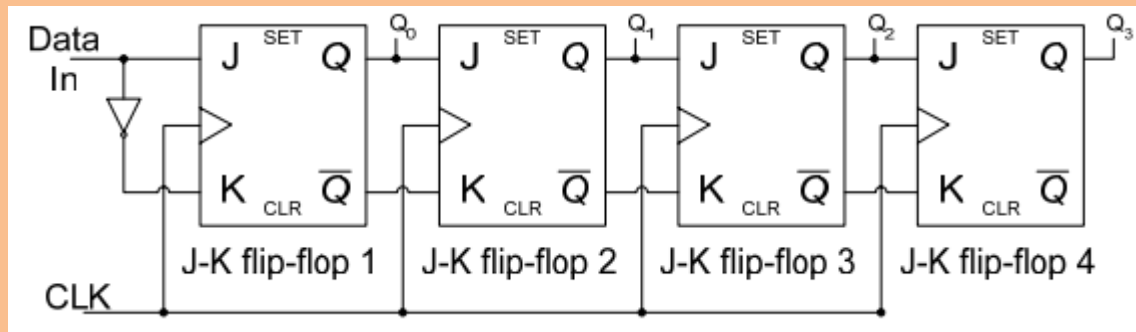 Q₀ Q₁ Q₂ Q₃
Data SET SET SET SET
In J Q J Q J Q J Q
K Q̅ K Q̅ K Q̅ K Q̅
CLR CLR CLR CLR
J-K flip-flop 1 J-K flip-flop 2 J-K flip-flop 3 J-K flip-flop 4
CLK